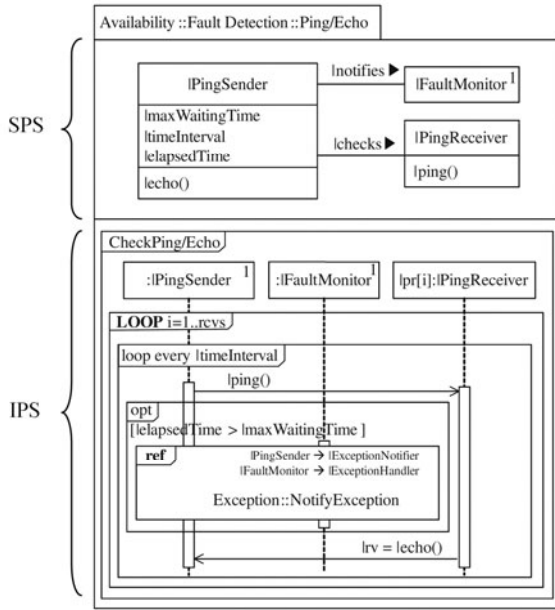 Availability ::Fault Detection::Ping/Echo
SPS
|PingSender
|maxWaitingTime
|timeInterval
|elapsedTime
|echo()
|notifies ▶
|FaultMonitor 1
|checks ▶
|PingReceiver
|ping()
IPS
CheckPing/Echo
:|PingSender 1
:|FaultMonitor 1
|pr[i]:|PingReceiver
LOOP i=1..rcvs
loop every |timeInterval
|ping()
opt
[|elapsedTime > |maxWaitingTime ]
ref
|PingSender → |ExceptionNotifier
|FaultMonitor → |ExceptionHandler
Exception::NotifyException
|rv = |echo()